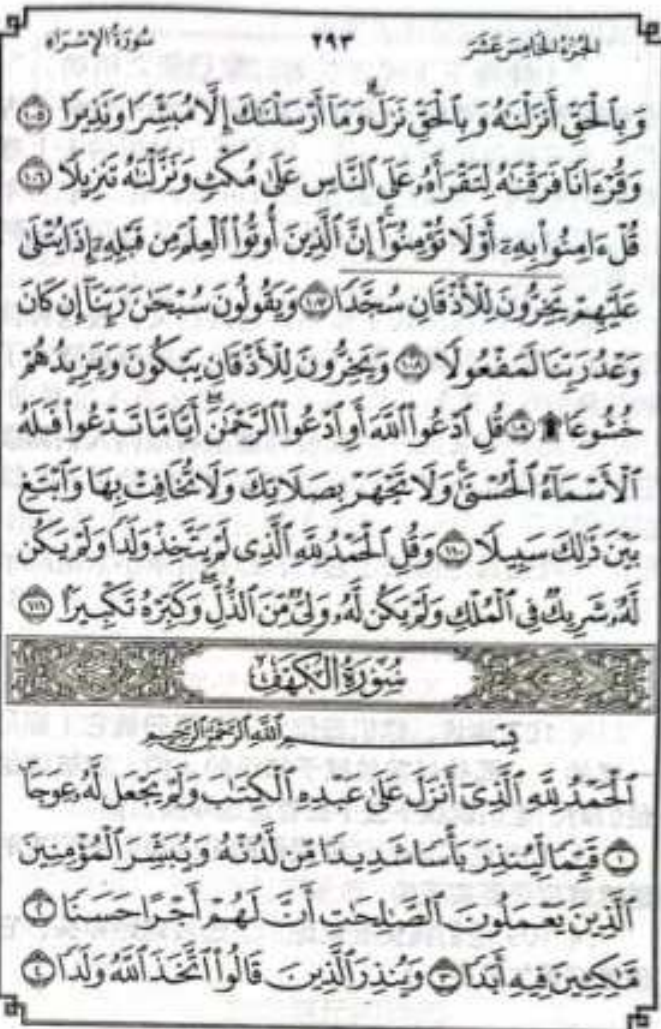 الجزء الخامس عشر ٢٩٣ سورة الإسراء
وَبِٱلْحَقِّ أَنزَلْنَٰهُ وَبِٱلْحَقِّ نَزَلَ ۗ وَمَآ أَرْسَلْنَٰكَ إِلَّا مُبَشِّرًا وَنَذِيرًا ١٠٥
وَقُرْءَانًا فَرَقْنَٰهُ لِتَقْرَأَهُۥ عَلَى ٱلنَّاسِ عَلَىٰ مُكْثٍ وَنَزَّلْنَٰهُ تَنزِيلًا ١٠٦
قُلْ ءَامِنُوا۟ بِهِۦٓ أَوْ لَا تُؤْمِنُوٓا۟ ۚ إِنَّ ٱلَّذِينَ أُوتُوا۟ ٱلْعِلْمَ مِن قَبْلِهِۦٓ إِذَا يُتْلَىٰ
عَلَيْهِمْ يَخِرُّونَ لِلْأَذْقَانِ سُجَّدًا ١٠٧ وَيَقُولُونَ سُبْحَٰنَ رَبِّنَآ إِن كَانَ
وَعْدُ رَبِّنَا لَمَفْعُولًا ١٠٨ وَيَخِرُّونَ لِلْأَذْقَانِ يَبْكُونَ وَيَزِيدُهُمْ
خُشُوعًا ۩ ١٠٩ قُلِ ٱدْعُوا۟ ٱللَّهَ أَوِ ٱدْعُوا۟ ٱلرَّحْمَٰنَ ۖ أَيًّا مَّا تَدْعُوا۟ فَلَهُ
ٱلْأَسْمَآءُ ٱلْحُسْنَىٰ ۚ وَلَا تَجْهَرْ بِصَلَاتِكَ وَلَا تُخَافِتْ بِهَا وَٱبْتَغِ
بَيْنَ ذَٰلِكَ سَبِيلًا ١١٠ وَقُلِ ٱلْحَمْدُ لِلَّهِ ٱلَّذِى لَمْ يَتَّخِذْ وَلَدًا وَلَمْ يَكُن
لَّهُۥ شَرِيكٌ فِى ٱلْمُلْكِ وَلَمْ يَكُن لَّهُۥ وَلِىٌّ مِّنَ ٱلذُّلِّ ۖ وَكَبِّرْهُ تَكْبِيرًۢا ١١١
سُورَةُ الكَهْفِ
بِسْمِ ٱللَّهِ ٱلرَّحْمَٰنِ ٱلرَّحِيمِ
ٱلْحَمْدُ لِلَّهِ ٱلَّذِىٓ أَنزَلَ عَلَىٰ عَبْدِهِ ٱلْكِتَٰبَ وَلَمْ يَجْعَل لَّهُۥ عِوَجَا
١ قَيِّمًا لِّيُنذِرَ بَأْسًا شَدِيدًا مِّن لَّدُنْهُ وَيُبَشِّرَ ٱلْمُؤْمِنِينَ
ٱلَّذِينَ يَعْمَلُونَ ٱلصَّٰلِحَٰتِ أَنَّ لَهُمْ أَجْرًا حَسَنًا ٢
مَّٰكِثِينَ فِيهِ أَبَدًا ٣ وَيُنذِرَ ٱلَّذِينَ قَالُوا۟ ٱتَّخَذَ ٱللَّهُ وَلَدًا ٤